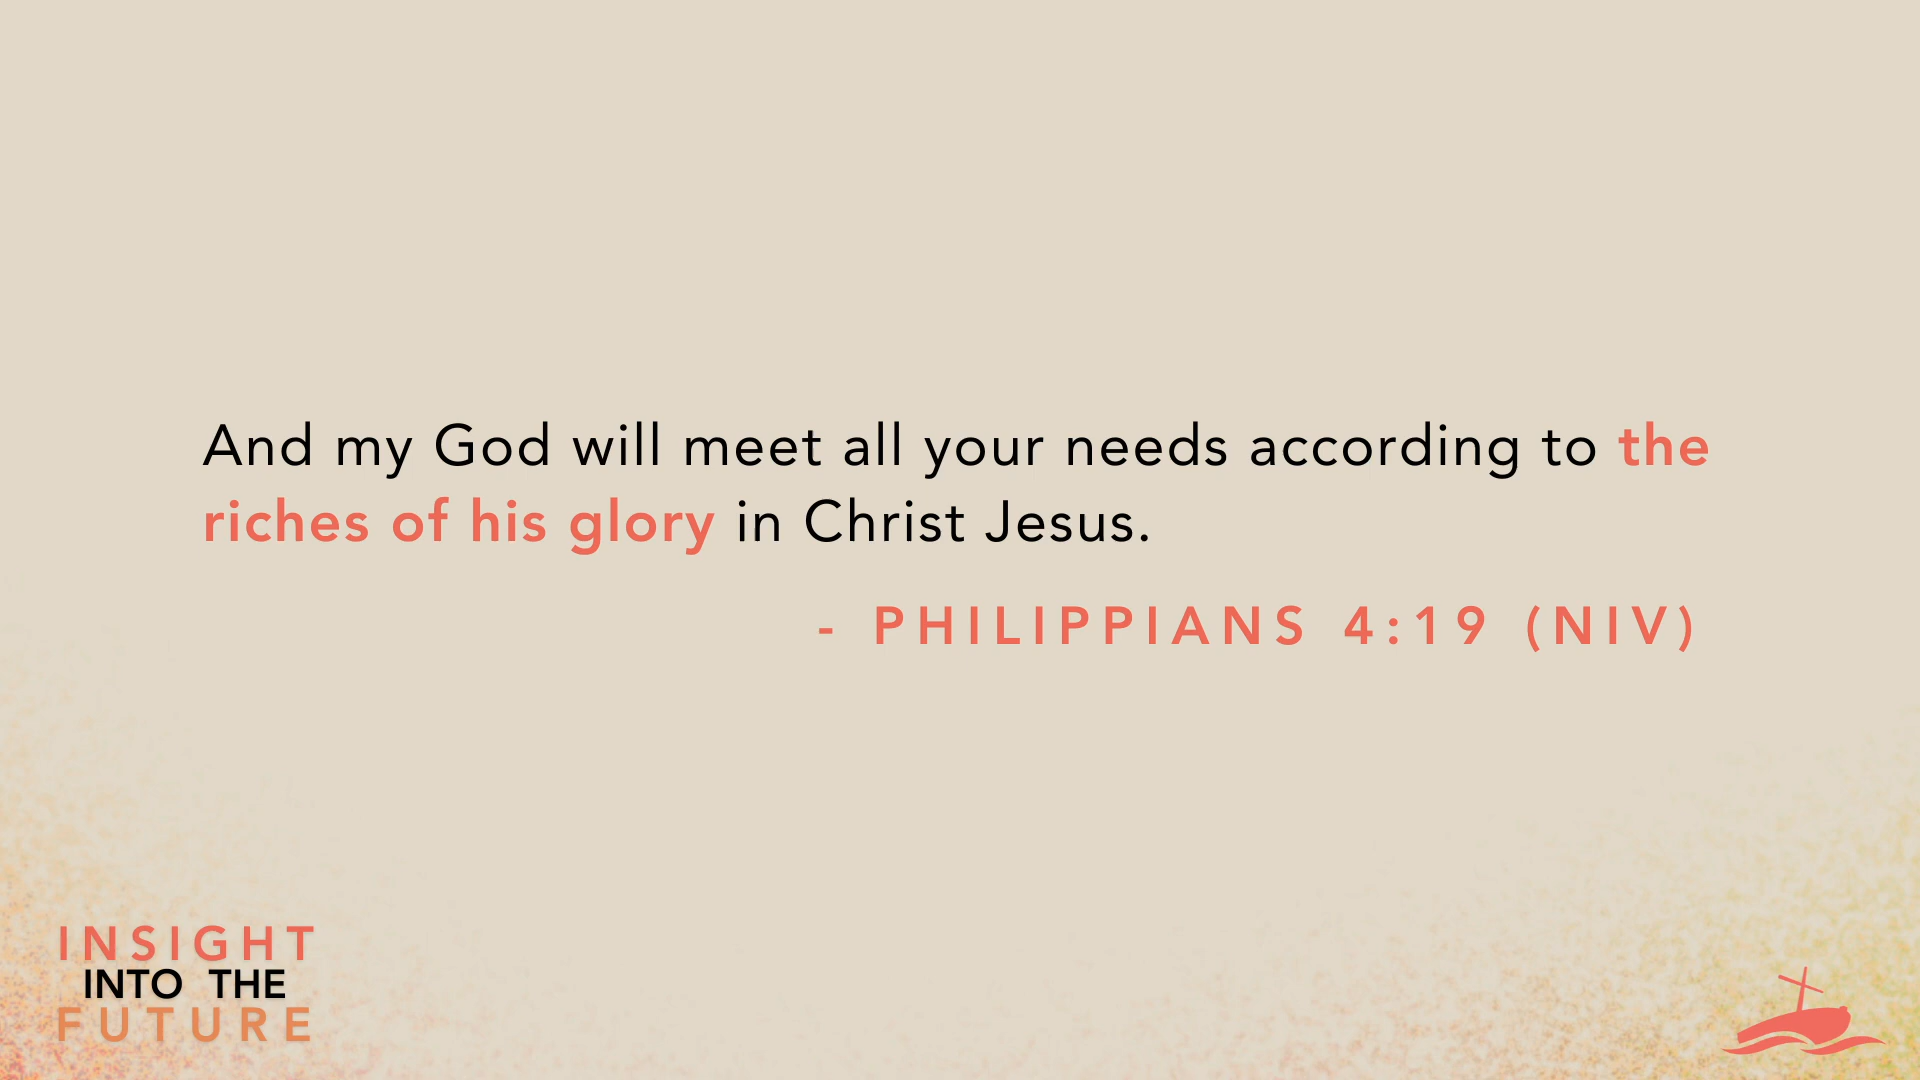 And my God will meet all your needs according to the
riches of his glory in Christ Jesus.
- PHILIPPIANS 4:19 (NIV)
INSIGHT
INTO THE
FUTURE